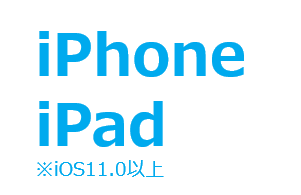 iPhone
iPad
※iOS11.0以上